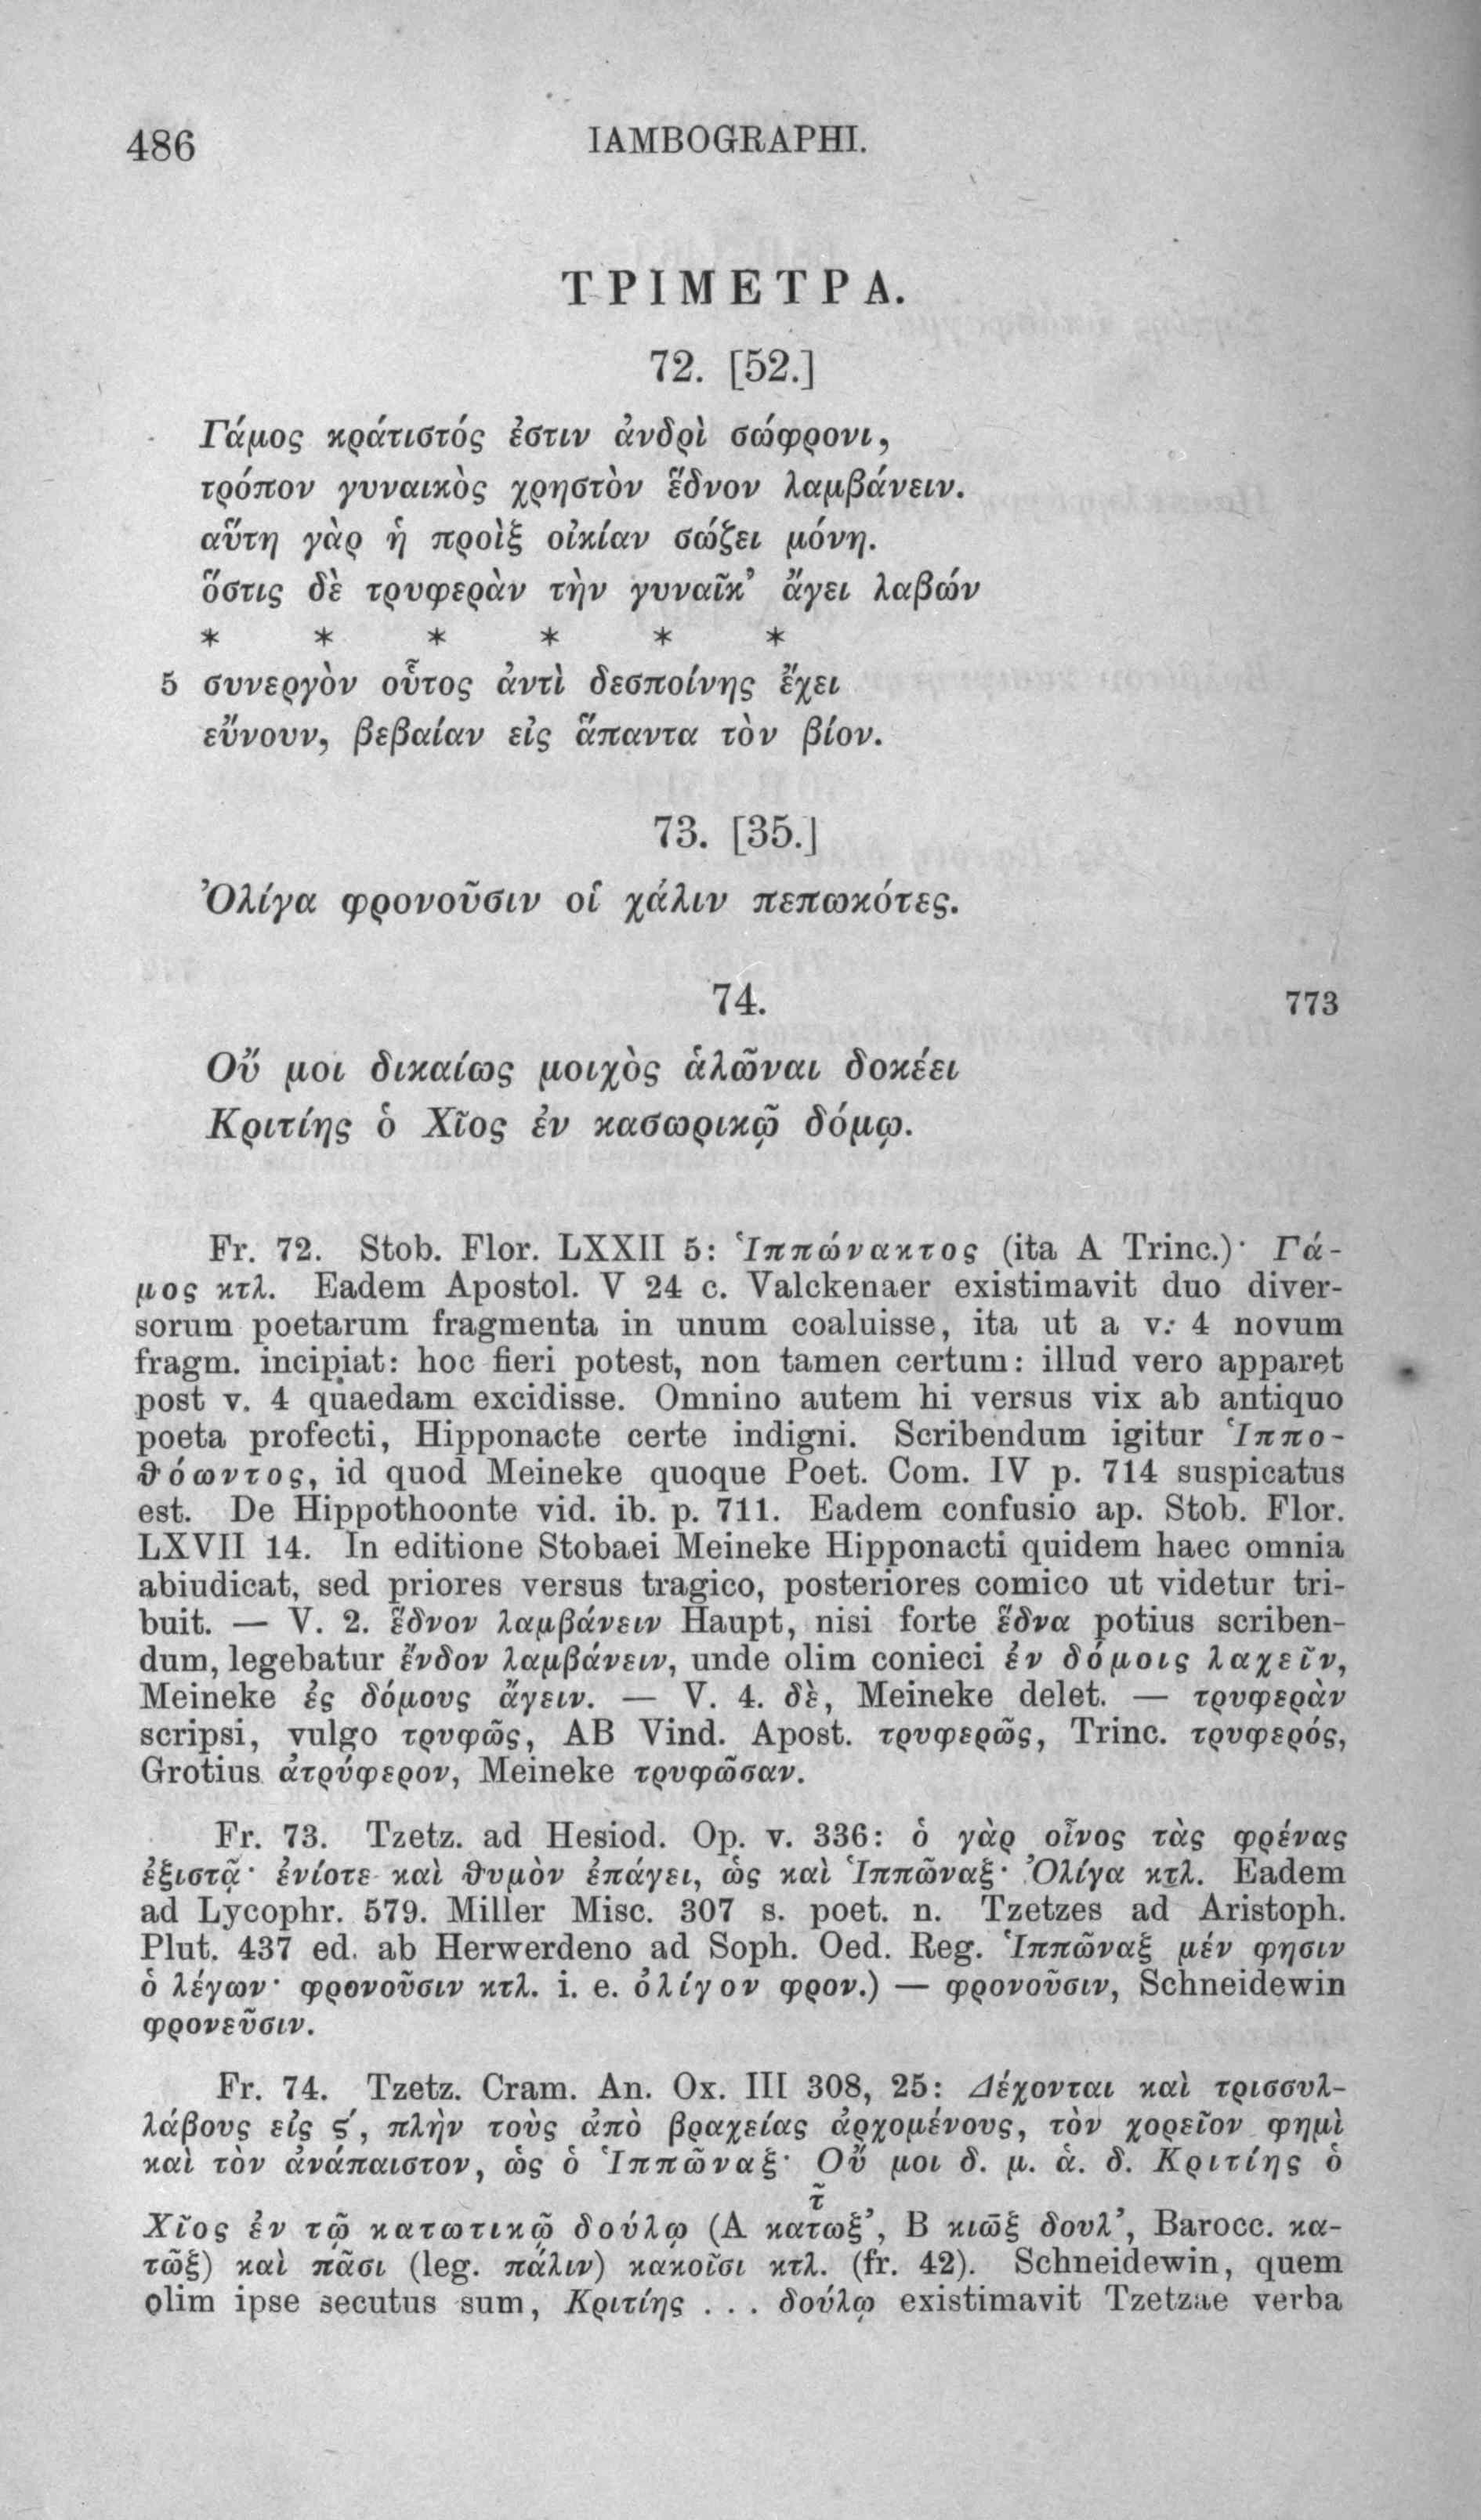 486
IAMBOGRAPHI.
ΤΡΙΜΕΤΡΑ.
72. [52.]
Γάμος κράτιστός ἐστιν ἀνδρὶ σώφρονι,
τρόπον γυναικὸς χρηστὸν ἕδνον λαμβάνειν.
αὕτη γὰρ ἡ προὶξ οἰκίαν σώζει μόνη.
ὅστις δὲ τρυφερὰν τὴν γυναῖκ’ ἄγει λαβών
* * * * * *
5 συνεργὸν οὗτος ἀντὶ δεσποίνης ἔχει
εὔνουν, βεβαίαν εἰς ἅπαντα τὸν βίον.
73. [35.]
Ὀλίγα φρονοῦσιν οἱ χάλιν πεπωκότες.
74.
773
Οὔ μοι δικαίως μοιχὸς ἁλῶναι δοκέει
Κριτίης ὁ Χῖος ἐν κασωρικῷ δόμῳ.
Fr. 72. Stob. Flor. LXXII 5: Ἱππώνακτος (ita A Trinc.)· Γά-
μος κτλ. Eadem Apostol. V 24 c. Valckenaer existimavit duo diver-
sorum poetarum fragmenta in unum coaluisse, ita ut a v. 4 novum
fragm. incipiat: hoc fieri potest, non tamen certum: illud vero apparet
post v. 4 quaedam excidisse. Omnino autem hi versus vix ab antiquo
poeta profecti, Hipponacte certe indigni. Scribendum igitur Ἱππο-
θόωντος, id quod Meineke quoque Poet. Com. IV p. 714 suspicatus
est. De Hippothoonte vid. ib. p. 711. Eadem confusio ap. Stob. Flor.
LXVII 14. In editione Stobaei Meineke Hipponacti quidem haec omnia
abiudicat, sed priores versus tragico, posteriores comico ut videtur tri-
buit. — V. 2. ἕδνον λαμβάνειν Haupt, nisi forte ἕδνα potius scriben-
dum, legebatur ἔνδον λαμβάνειν, unde olim conieci ἐν δόμοις λαχεῖν,
Meineke ἐς δόμους ἄγειν. — V. 4. δὲ, Meineke delet. — τρυφερὰν
scripsi, vulgo τρυφῶς, AB Vind. Apost. τρυφερῶς, Trinc. τρυφερός,
Grotius ἀτρύφερον, Meineke τρυφῶσαν.
Fr. 73. Tzetz. ad Hesiod. Op. v. 336: ὁ γὰρ οἶνος τὰς φρένας
ἐξιστᾷ· ἐνίοτε καὶ θυμὸν ἐπάγει, ὡς καὶ Ἱππῶναξ· Ὀλίγα κτλ. Eadem
ad Lycophr. 579. Miller Misc. 307 s. poet. n. Tzetzes ad Aristoph.
Plut. 437 ed. ab Herwerdeno ad Soph. Oed. Reg. Ἱππῶναξ μέν φησιν
ὁ λέγων· φρονοῦσιν κτλ. i. e. ὀλίγον φρον.) — φρονοῦσιν, Schneidewin
φρονεῦσιν.
Fr. 74. Tzetz. Cram. An. Ox. III 308, 25: Δέχονται καὶ τρισσυλ-
λάβους εἰς ς΄, πλὴν τοὺς ἀπὸ βραχείας ἀρχομένους, τὸν χορεῖον φημὶ
καὶ τὸν ἀνάπαιστον, ὡς ὁ Ἱππῶναξ· Οὔ μοι δ. μ. ἁ. δ. Κριτίης ὁ
Χῖος ἐν τῷ κατωτικῷ δούλῳ (A κατωξ’, B κιῶξ δουλ’, Barocc. κα-
τῶξ) καὶ πᾶσι (leg. πάλιν) κακοῖσι κτλ. (fr. 42). Schneidewin, quem
olim ipse secutus sum, Κριτίης . . . δούλῳ existimavit Tzetzae verba